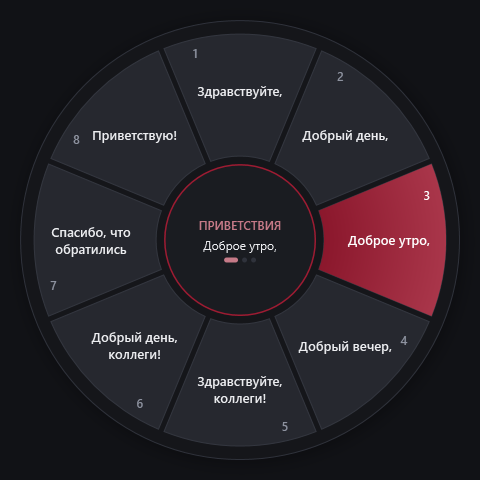 1
Здравствуйте,
2
Добрый день,
3
Доброе утро,
4
Добрый вечер,
5
Здравствуйте,
коллеги!
6
Добрый день,
коллеги!
7
Спасибо, что
обратились
8
Приветствую!
ПРИВЕТСТВИЯ
Доброе утро,